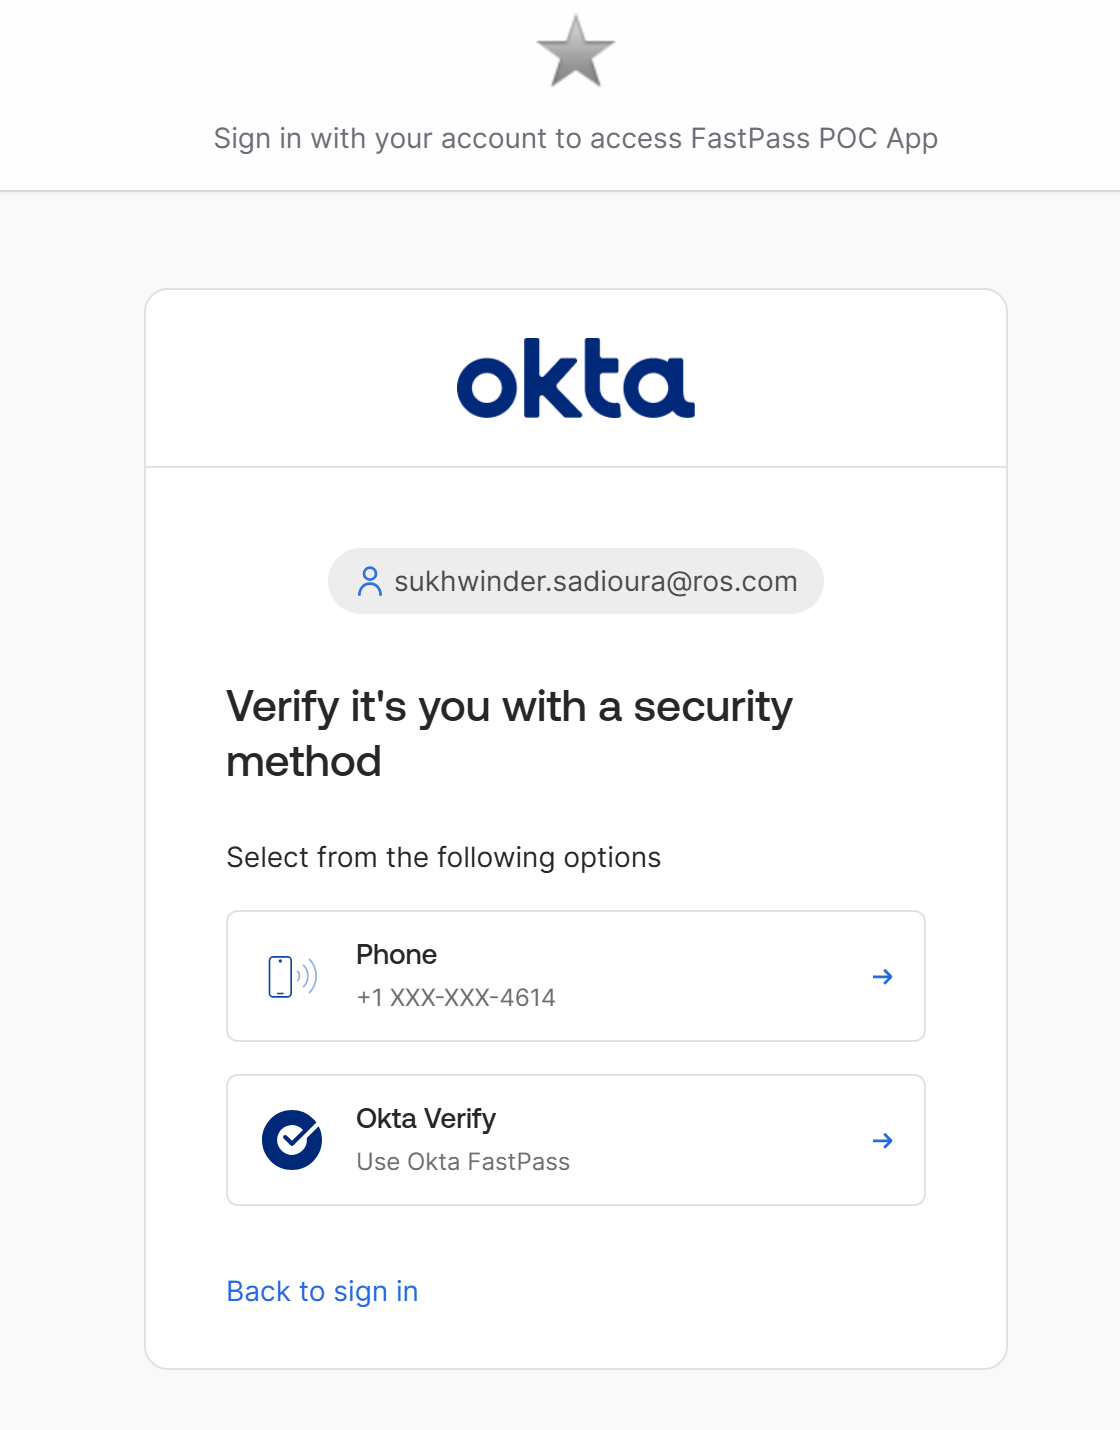 Sign in with your account to access FastPass POC App
okta
sukhwinder.sadioura@ros.com
Verify it's you with a security
method
Select from the following options
Phone
+1 XXX-XXX-4614
Okta Verify
Use Okta FastPass
Back to sign in